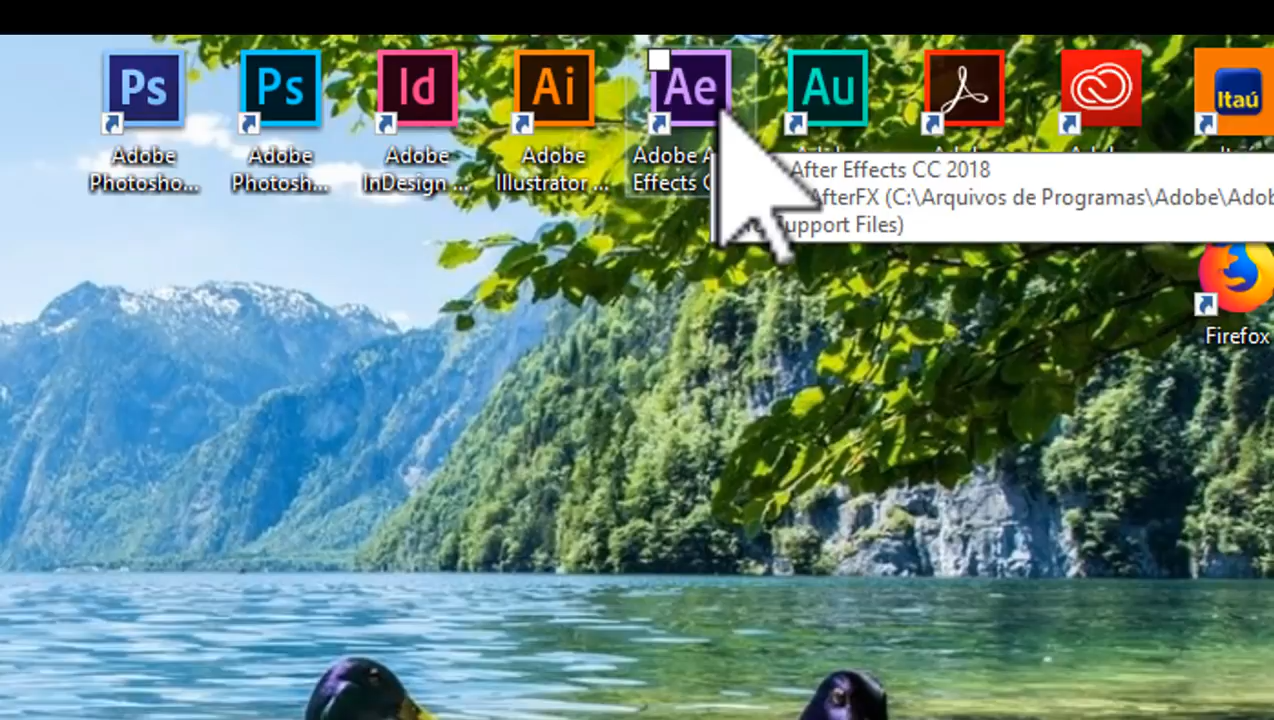 Ps
Ps
Id
Ai
Ae
Au
Itaú
Adobe
Photosho...
Adobe
Photosh...
Adobe
InDesign ...
Adobe
Illustrator ...
Adobe
Effects
After Effects CC 2018
AfterFX (C:\Arquivos de Programas\Adobe\Adob
Support Files)
Firefox